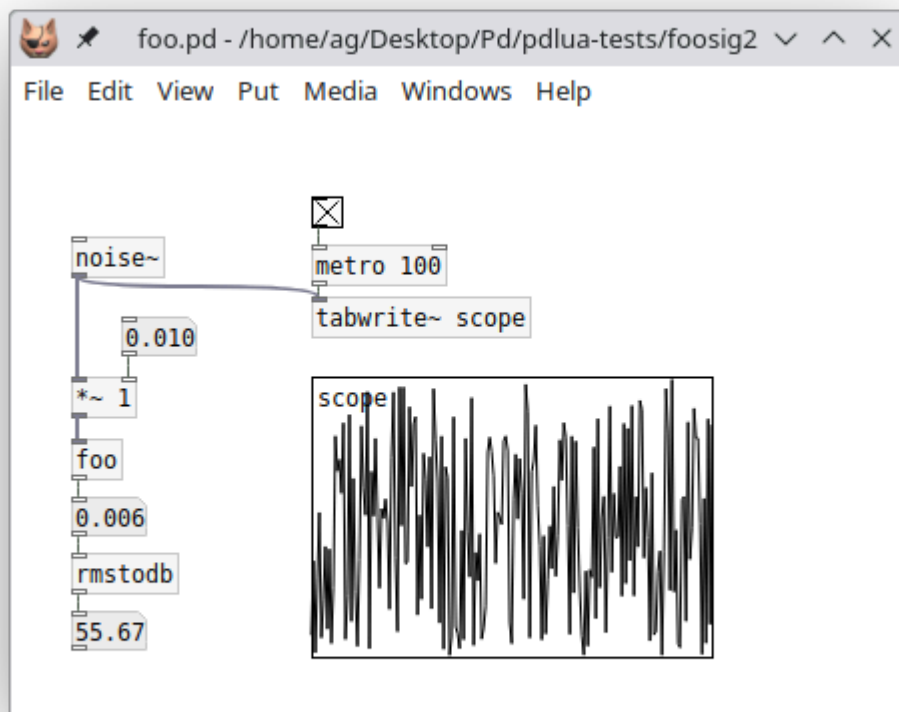 foo.pd - /home/ag/Desktop/Pd/pdlua-tests/foosig2
File Edit View Put Media Windows Help
noise~
metro 100
tabwrite~ scope
0.010
*~ 1
scope
foo
0.006
rmstodb
55.67